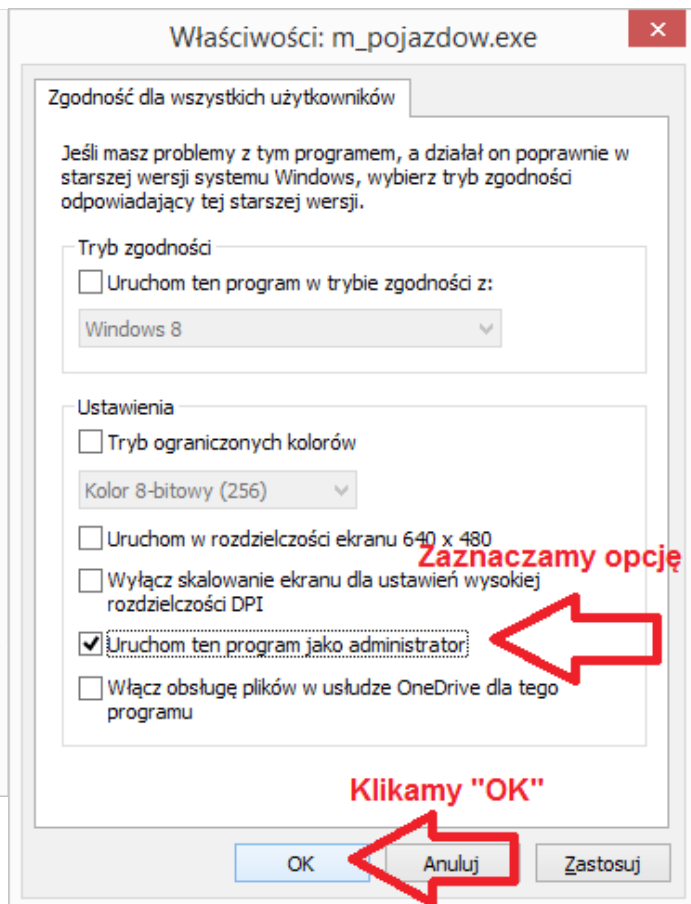 Właściwości: m_pojazdow.exe
Zgodność dla wszystkich użytkowników
Jeśli masz problemy z tym programem, a działał on poprawnie w
starszej wersji systemu Windows, wybierz tryb zgodności
odpowiadający tej starszej wersji.
Tryb zgodności
Uruchom ten program w trybie zgodności z:
Windows 8
Ustawienia
Tryb ograniczonych kolorów
Kolor 8-bitowy (256)
Uruchom w rozdzielczości ekranu 640 x 480
Zaznaczamy opcję
Wyłącz skalowanie ekranu dla ustawień wysokiej
rozdzielczości DPI
Uruchom ten program jako administrator
Włącz obsługę plików w usłudze OneDrive dla tego
programu
Klikamy "OK"
OK
Anuluj
Zastosuj